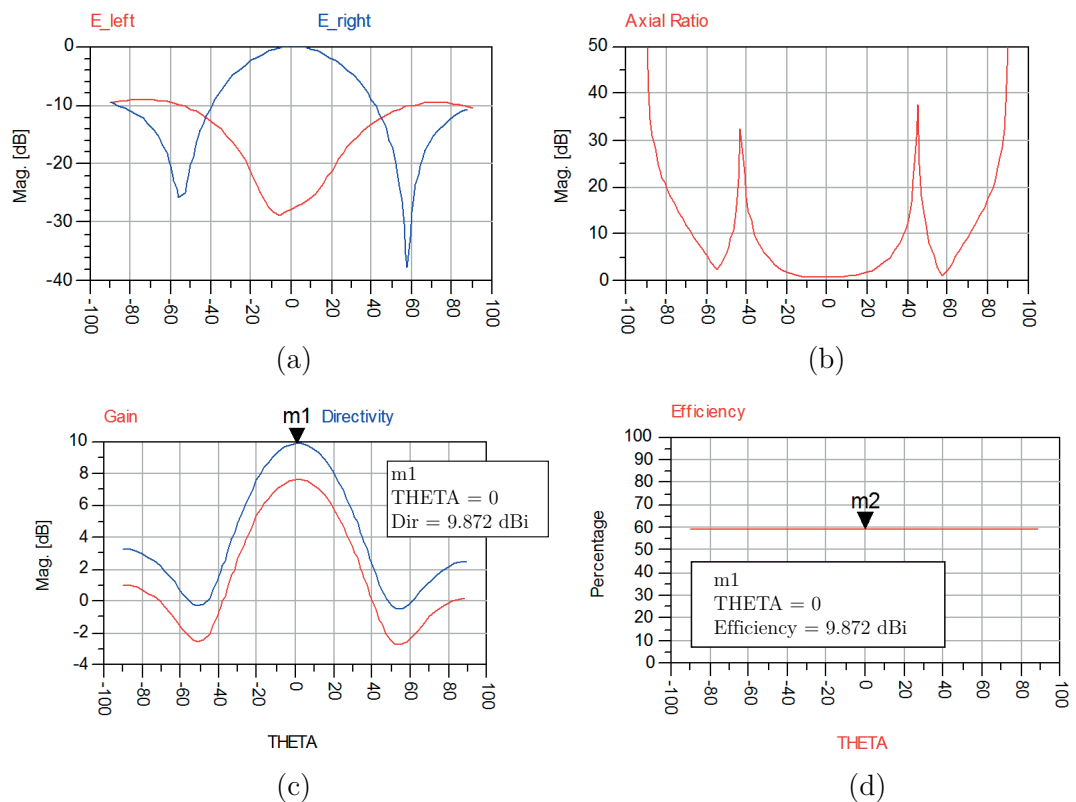 E_left E_right
Mag. [dB]
0
-10
-20
-30
-40
-100 -80 -60 -40 -20 0 20 40 60 80 100
(a)
Axial Ratio
Mag. [dB]
50
40
30
20
10
0
-100 -80 -60 -40 -20 0 20 40 60 80 100
(b)
Gain m1 Directivity
Mag. [dB]
10
8
6
4
2
0
-2
-4
m1
THETA = 0
Dir = 9.872 dBi
-100 -80 -60 -40 -20 0 20 40 60 80 100
THETA
(c)
Efficiency
Percentage
100
90
80
70
60
50
40
30
20
10
0
m2
m1
THETA = 0
Efficiency = 9.872 dBi
-100 -80 -60 -40 -20 0 20 40 60 80 100
THETA
(d)